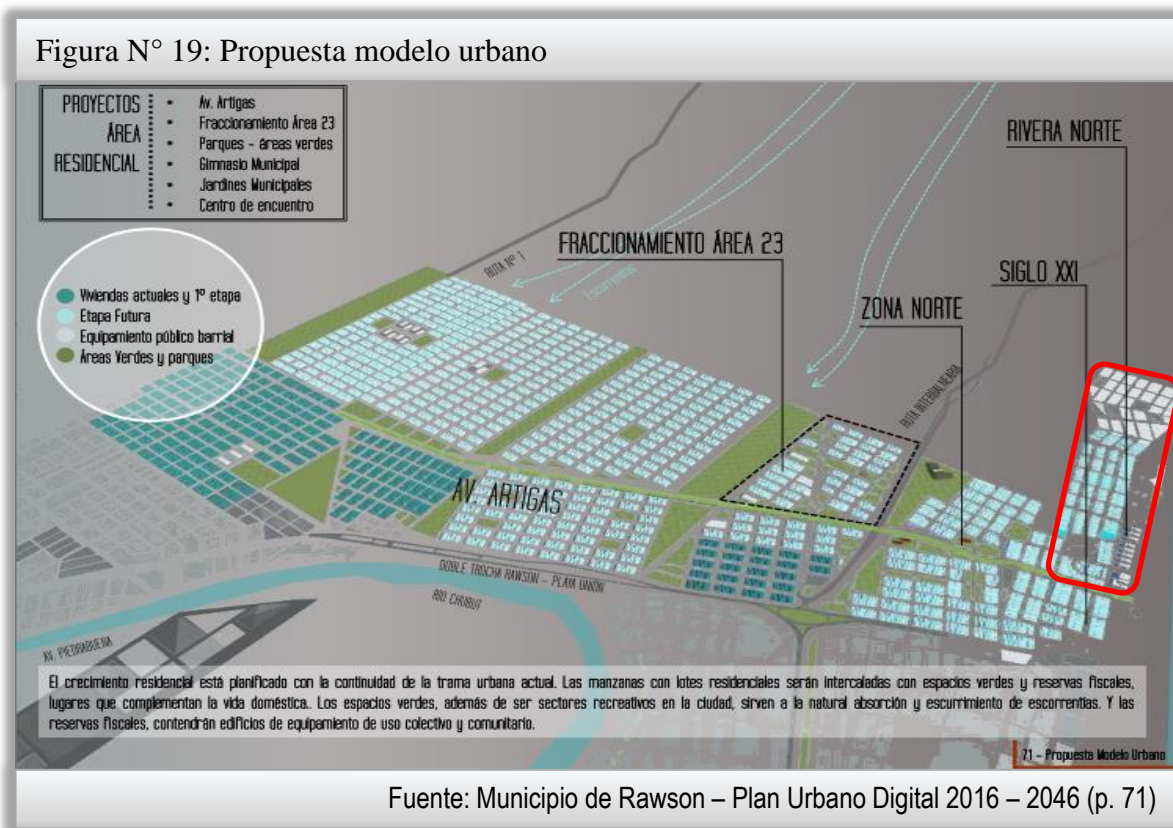 Figura N° 19: Propuesta modelo urbano
PROYECTOS
ÁREA
RESIDENCIAL
• Av. Artigas
• Fraccionamiento Área 23
• Parques - áreas verdes
• Gimnasio Municipal
• Jardines Municipales
• Centro de encuentro
RIVERA NORTE
FRACCIONAMIENTO ÁREA 23
SIGLO XXI
ZONA NORTE
RUTA Nº 1
Viviendas actuales y 1º etapa
Etapa Futura
Equipamiento público barrial
Áreas Verdes y parques
RUTA INTERBALNEARIA
AV. ARTIGAS
DOBLE TROCHA RAWSON - PLAYA UNIÓN
RIO CHUBUT
AV. PIEDRABUENA
El crecimiento residencial está planificado con la continuidad de la trama urbana actual. Las manzanas con lotes residenciales serán intercaladas con espacios verdes y reservas fiscales,
lugares que complementan la vida doméstica. Los espacios verdes, además de ser sectores recreativos en la ciudad, sirven a la natural absorción y escurrimiento de escorrentías. Y las
reservas fiscales, contendrán edificios de equipamiento de uso colectivo y comunitario.
71 - Propuesta Modelo Urbano
Fuente: Municipio de Rawson – Plan Urbano Digital 2016 – 2046 (p. 71)